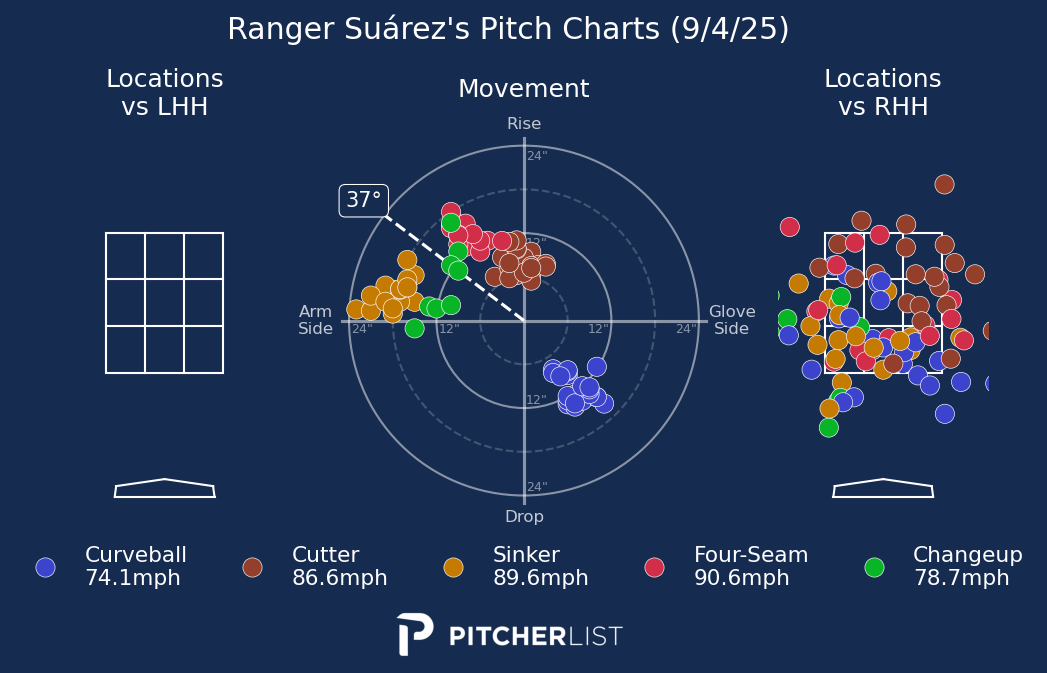 Ranger Suárez's Pitch Charts (9/4/25)
Locations
vs LHH
Movement
Locations
vs RHH
Rise
24"
37°
12"
Arm
Side
24"
12"
12"
24"
Glove
Side
12"
24"
Drop
Curveball
74.1mph
Cutter
86.6mph
Sinker
89.6mph
Four-Seam
90.6mph
Changeup
78.7mph
PITCHERLIST